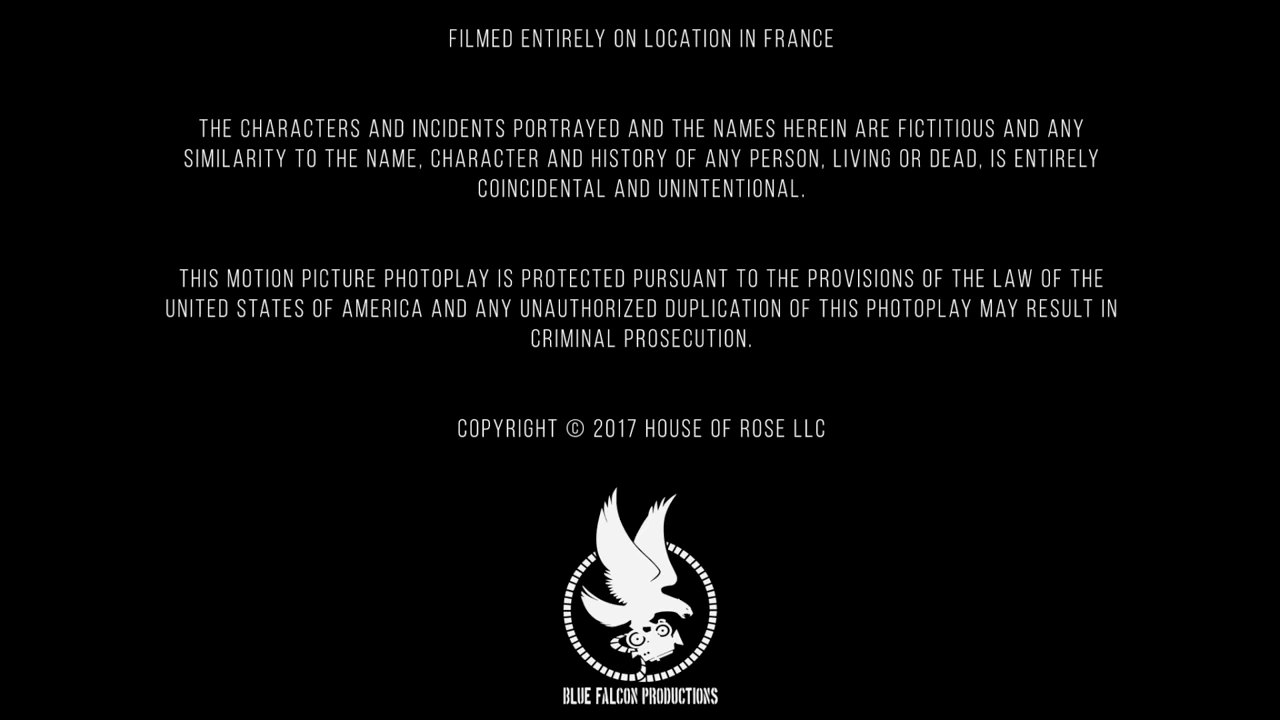 FILMED ENTIRELY ON LOCATION IN FRANCE
THE CHARACTERS AND INCIDENTS PORTRAYED AND THE NAMES HEREIN ARE FICTITIOUS AND ANY
SIMILARITY TO THE NAME, CHARACTER AND HISTORY OF ANY PERSON, LIVING OR DEAD, IS ENTIRELY
COINCIDENTAL AND UNINTENTIONAL.
THIS MOTION PICTURE PHOTOPLAY IS PROTECTED PURSUANT TO THE PROVISIONS OF THE LAW OF THE
UNITED STATES OF AMERICA AND ANY UNAUTHORIZED DUPLICATION OF THIS PHOTOPLAY MAY RESULT IN
CRIMINAL PROSECUTION.
COPYRIGHT © 2017 HOUSE OF ROSE LLC
BLUE FALCON PRODUCTIONS